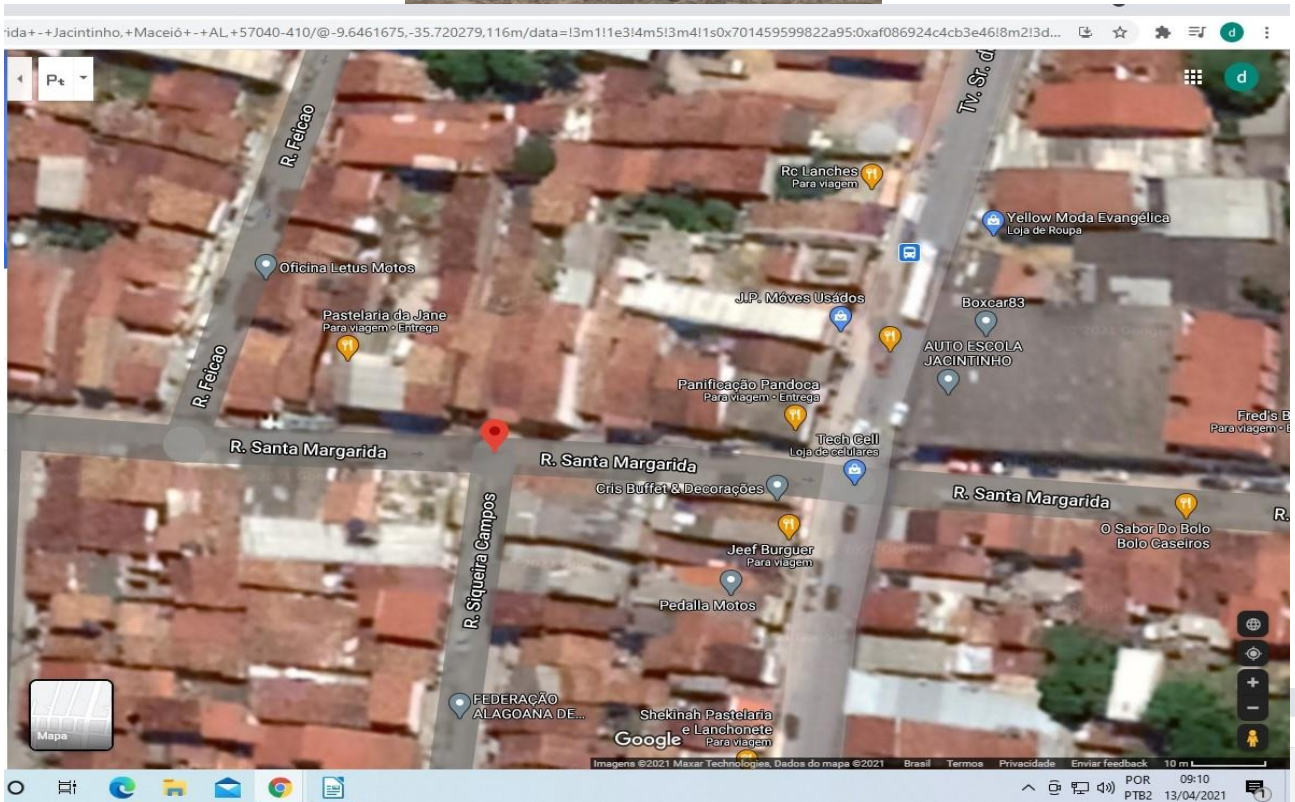 rida+-+Jacintinho,+Maceió+-+AL,+57040-410/@-9.6461675,-35.720279,116m/data=!3m1!1e3!4m5!3m4!1s0x701459599822a95:0xaf086924c4cb3e46!8m2!3d...
d
Pt
d
Tv. Sr. d
R. Feicao
Rc Lanches
Para viagem
Yellow Moda Evangélica
Loja de Roupa
Oficina Letus Motos
J.P. Móves Usádos
Boxcar83
Pastelaria da Jane
Para viagem • Entrega
AUTO ESCOLA
JACINTINHO
R. Feicao
Panificação Pandoca
Para viagem • Entrega
Fred's B
Para viagem • E
R. Santa Margarida
Tech Cell
Loja de celulares
R. Santa Margarida
Cris Buffet & Decorações
R. Santa Margarida
R.
R. Siqueira Campos
O Sabor Do Bolo
Bolo Caseiros
Jeef Burguer
Para viagem
Pedalla Motos
FEDERAÇÃO
ALAGOANA DE...
Shekinah Pastelaria
e Lanchonete
Para viagem
Mapa
Google
Imagens ©2021 Maxar Technologies, Dados do mapa ©2021 Brasil Termos Privacidade Enviar feedback 10 m
POR
PTB2
09:10
13/04/2021
1